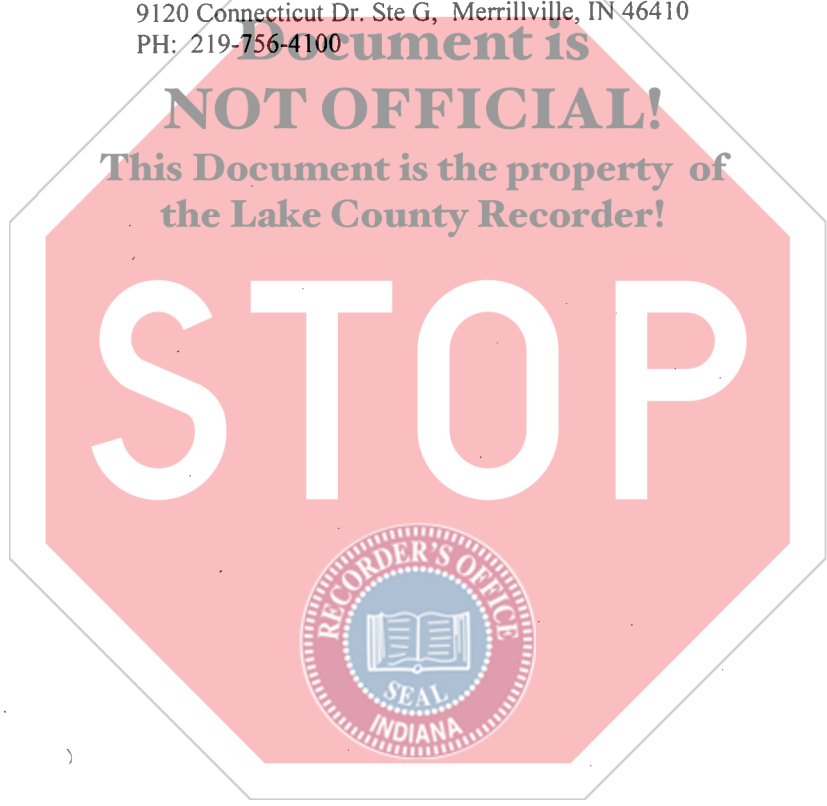 9120 Connecticut Dr. Ste G, Merrillville, IN 46410
PH: 219-756-4100
Document is
NOT OFFICIAL!
This Document is the property of
the Lake County Recorder!
STOP
RECORDER'S OFFICE
SEAL
INDIANA